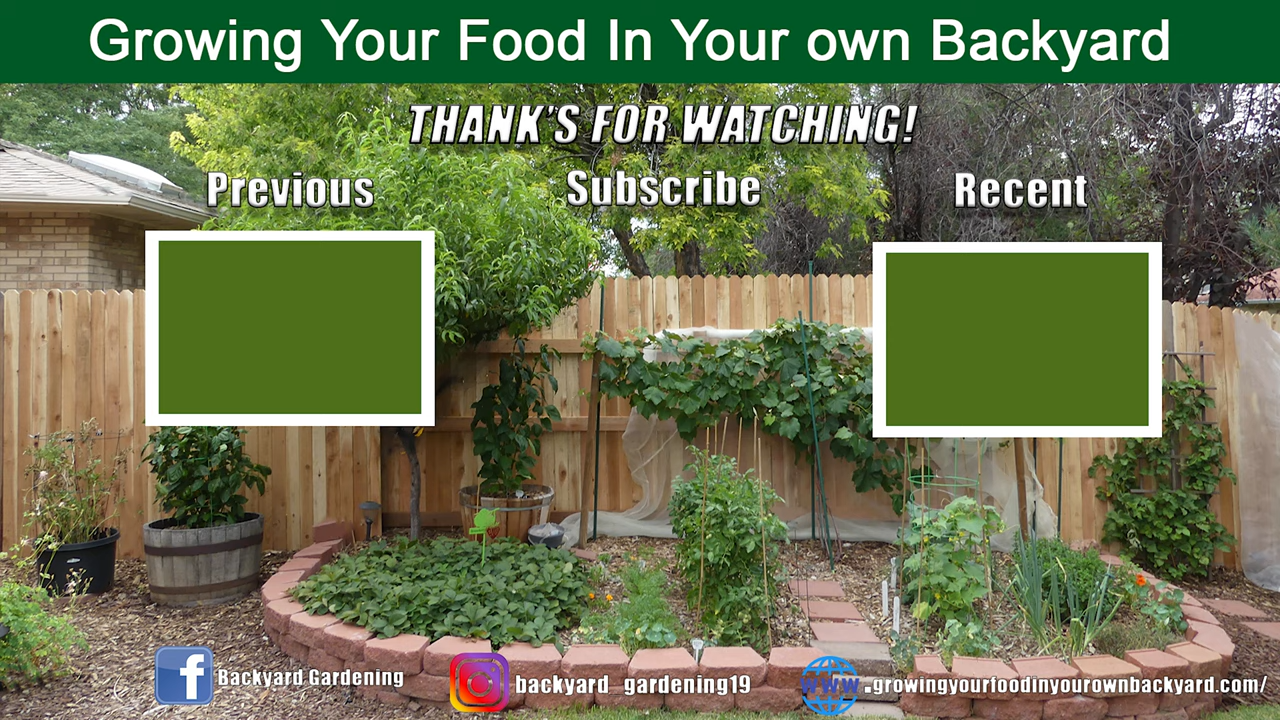 Growing Your Food In Your own Backyard
THANK'S FOR WATCHING!
Previous
Subscribe
Recent
f Backyard Gardening
backyard gardening19
www.growingyourfoodinyourownbackyard.com/